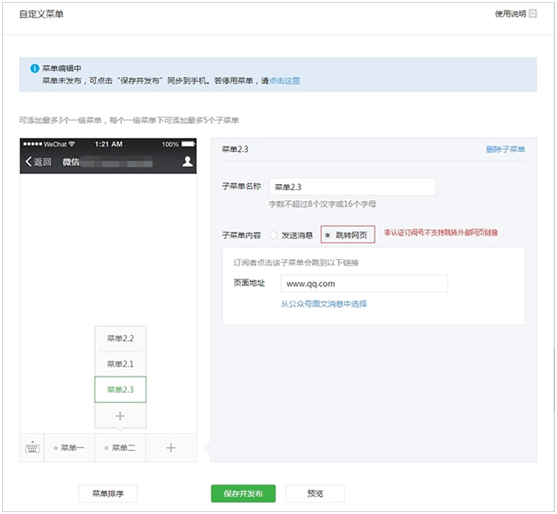 自定义菜单
使用说明
菜单编辑中
菜单未发布，可点击“保存并发布”同步到手机。若停用菜单，请点击这里
可添加最多3个一级菜单，每个一级菜单下可添加最多5个子菜单
WeChat 1:21 AM 100%
返回 微信
菜单2.3 删除子菜单
子菜单名称 菜单2.3
字数不超过8个汉字或16个字母
子菜单内容 发送消息 跳转网页 非认证订阅号不支持跳转外部网页链接
订阅者点击该子菜单会跳到以下链接
页面地址 www.qq.com
从公众号图文消息中选择
菜单2.2
菜单2.1
菜单2.3
+
菜单一 菜单二 +
菜单排序 保存并发布 预览